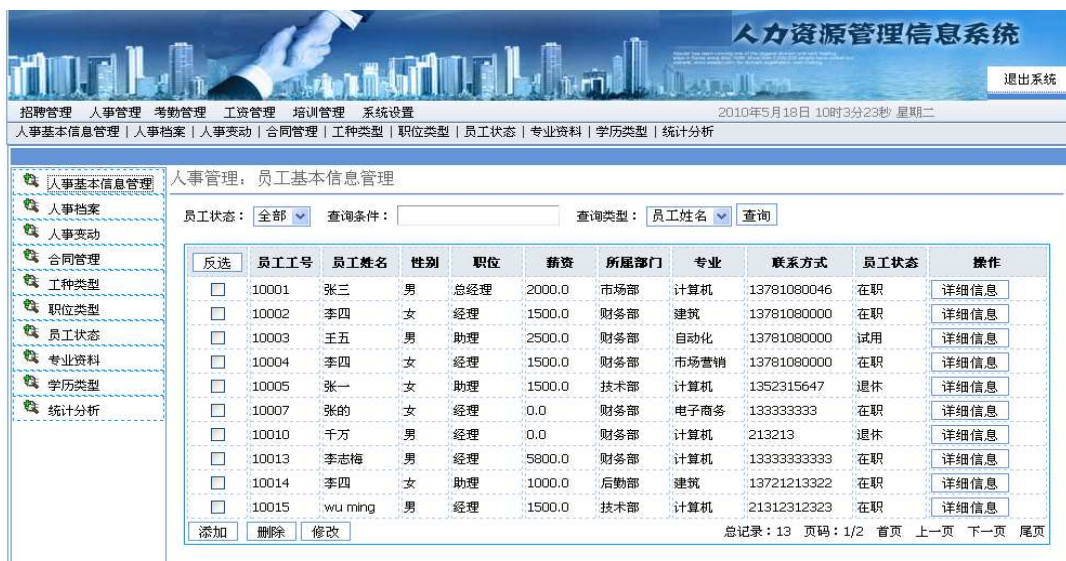 人力资源管理信息系统
退出系统
招聘管理 人事管理 考勤管理 工资管理 培训管理 系统设置 2010年5月18日 10时3分23秒 星期二
人事基本信息管理 | 人事档案 | 人事变动 | 合同管理 | 工种类型 | 职位类型 | 员工状态 | 专业资料 | 学历类型 | 统计分析
人事基本信息管理
人事档案
人事变动
合同管理
工种类型
职位类型
员工状态
专业资料
学历类型
统计分析
人事管理：员工基本信息管理
员工状态： 全部 查询条件： 查询类型： 员工姓名 查询
反选 员工工号 员工姓名 性别 职位 薪资 所属部门 专业 联系方式 员工状态 操作
10001 张三 男 总经理 2000.0 市场部 计算机 13781080046 在职 详细信息
10002 李四 女 经理 1500.0 财务部 建筑 13781080000 在职 详细信息
10003 王五 男 助理 2500.0 财务部 自动化 13781080000 试用 详细信息
10004 李四 女 经理 1500.0 财务部 市场营销 13781080000 在职 详细信息
10005 张一 女 助理 1500.0 技术部 计算机 1352315647 退休 详细信息
10007 张的 女 经理 0.0 财务部 电子商务 133333333 在职 详细信息
10010 千万 男 经理 0.0 财务部 计算机 213213 退休 详细信息
10013 李志梅 男 经理 5800.0 财务部 计算机 13333333333 在职 详细信息
10014 李四 女 助理 1000.0 后勤部 建筑 13721213322 在职 详细信息
10015 wu ming 男 经理 1500.0 技术部 计算机 21312312323 在职 详细信息
添加 删除 修改 总记录：13 页码：1/2 首页 上一页 下一页 尾页